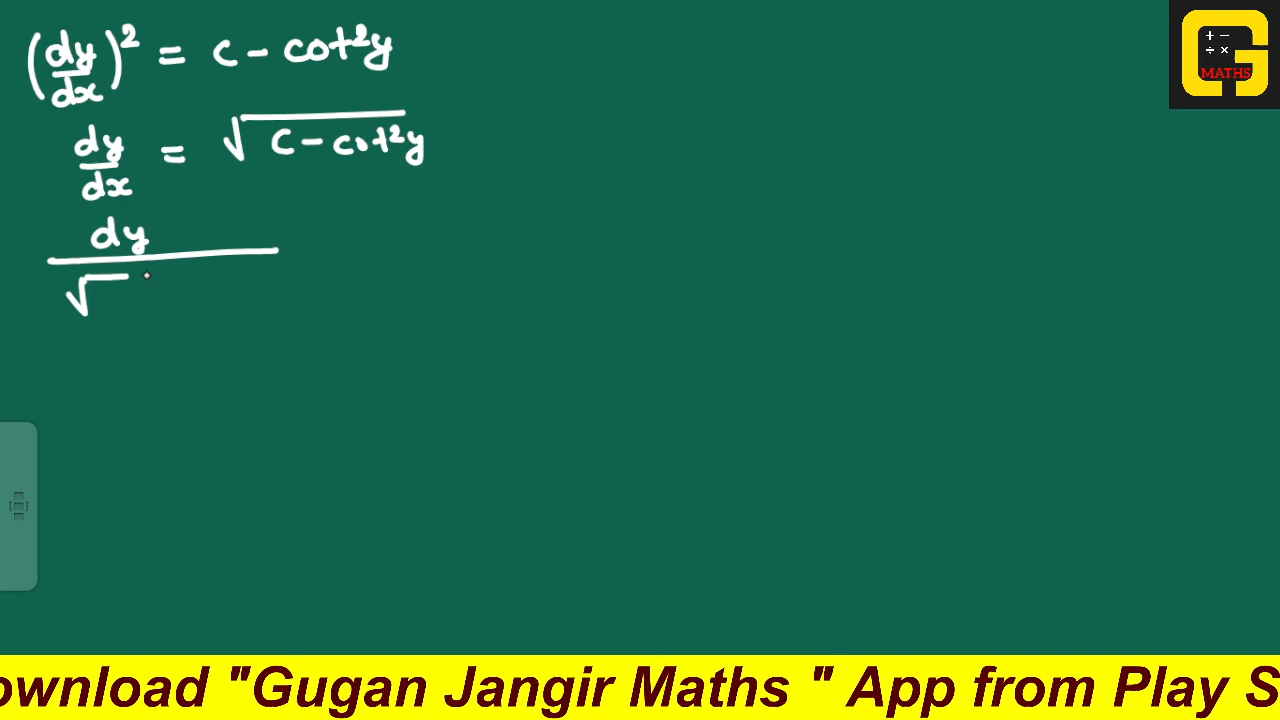 (dy/dx)² = c - cot²y
dy/dx = √(c - cot²y)
dy
√
+ -
÷ ×
MATHS
ownload "Gugan Jangir Maths " App from Play S